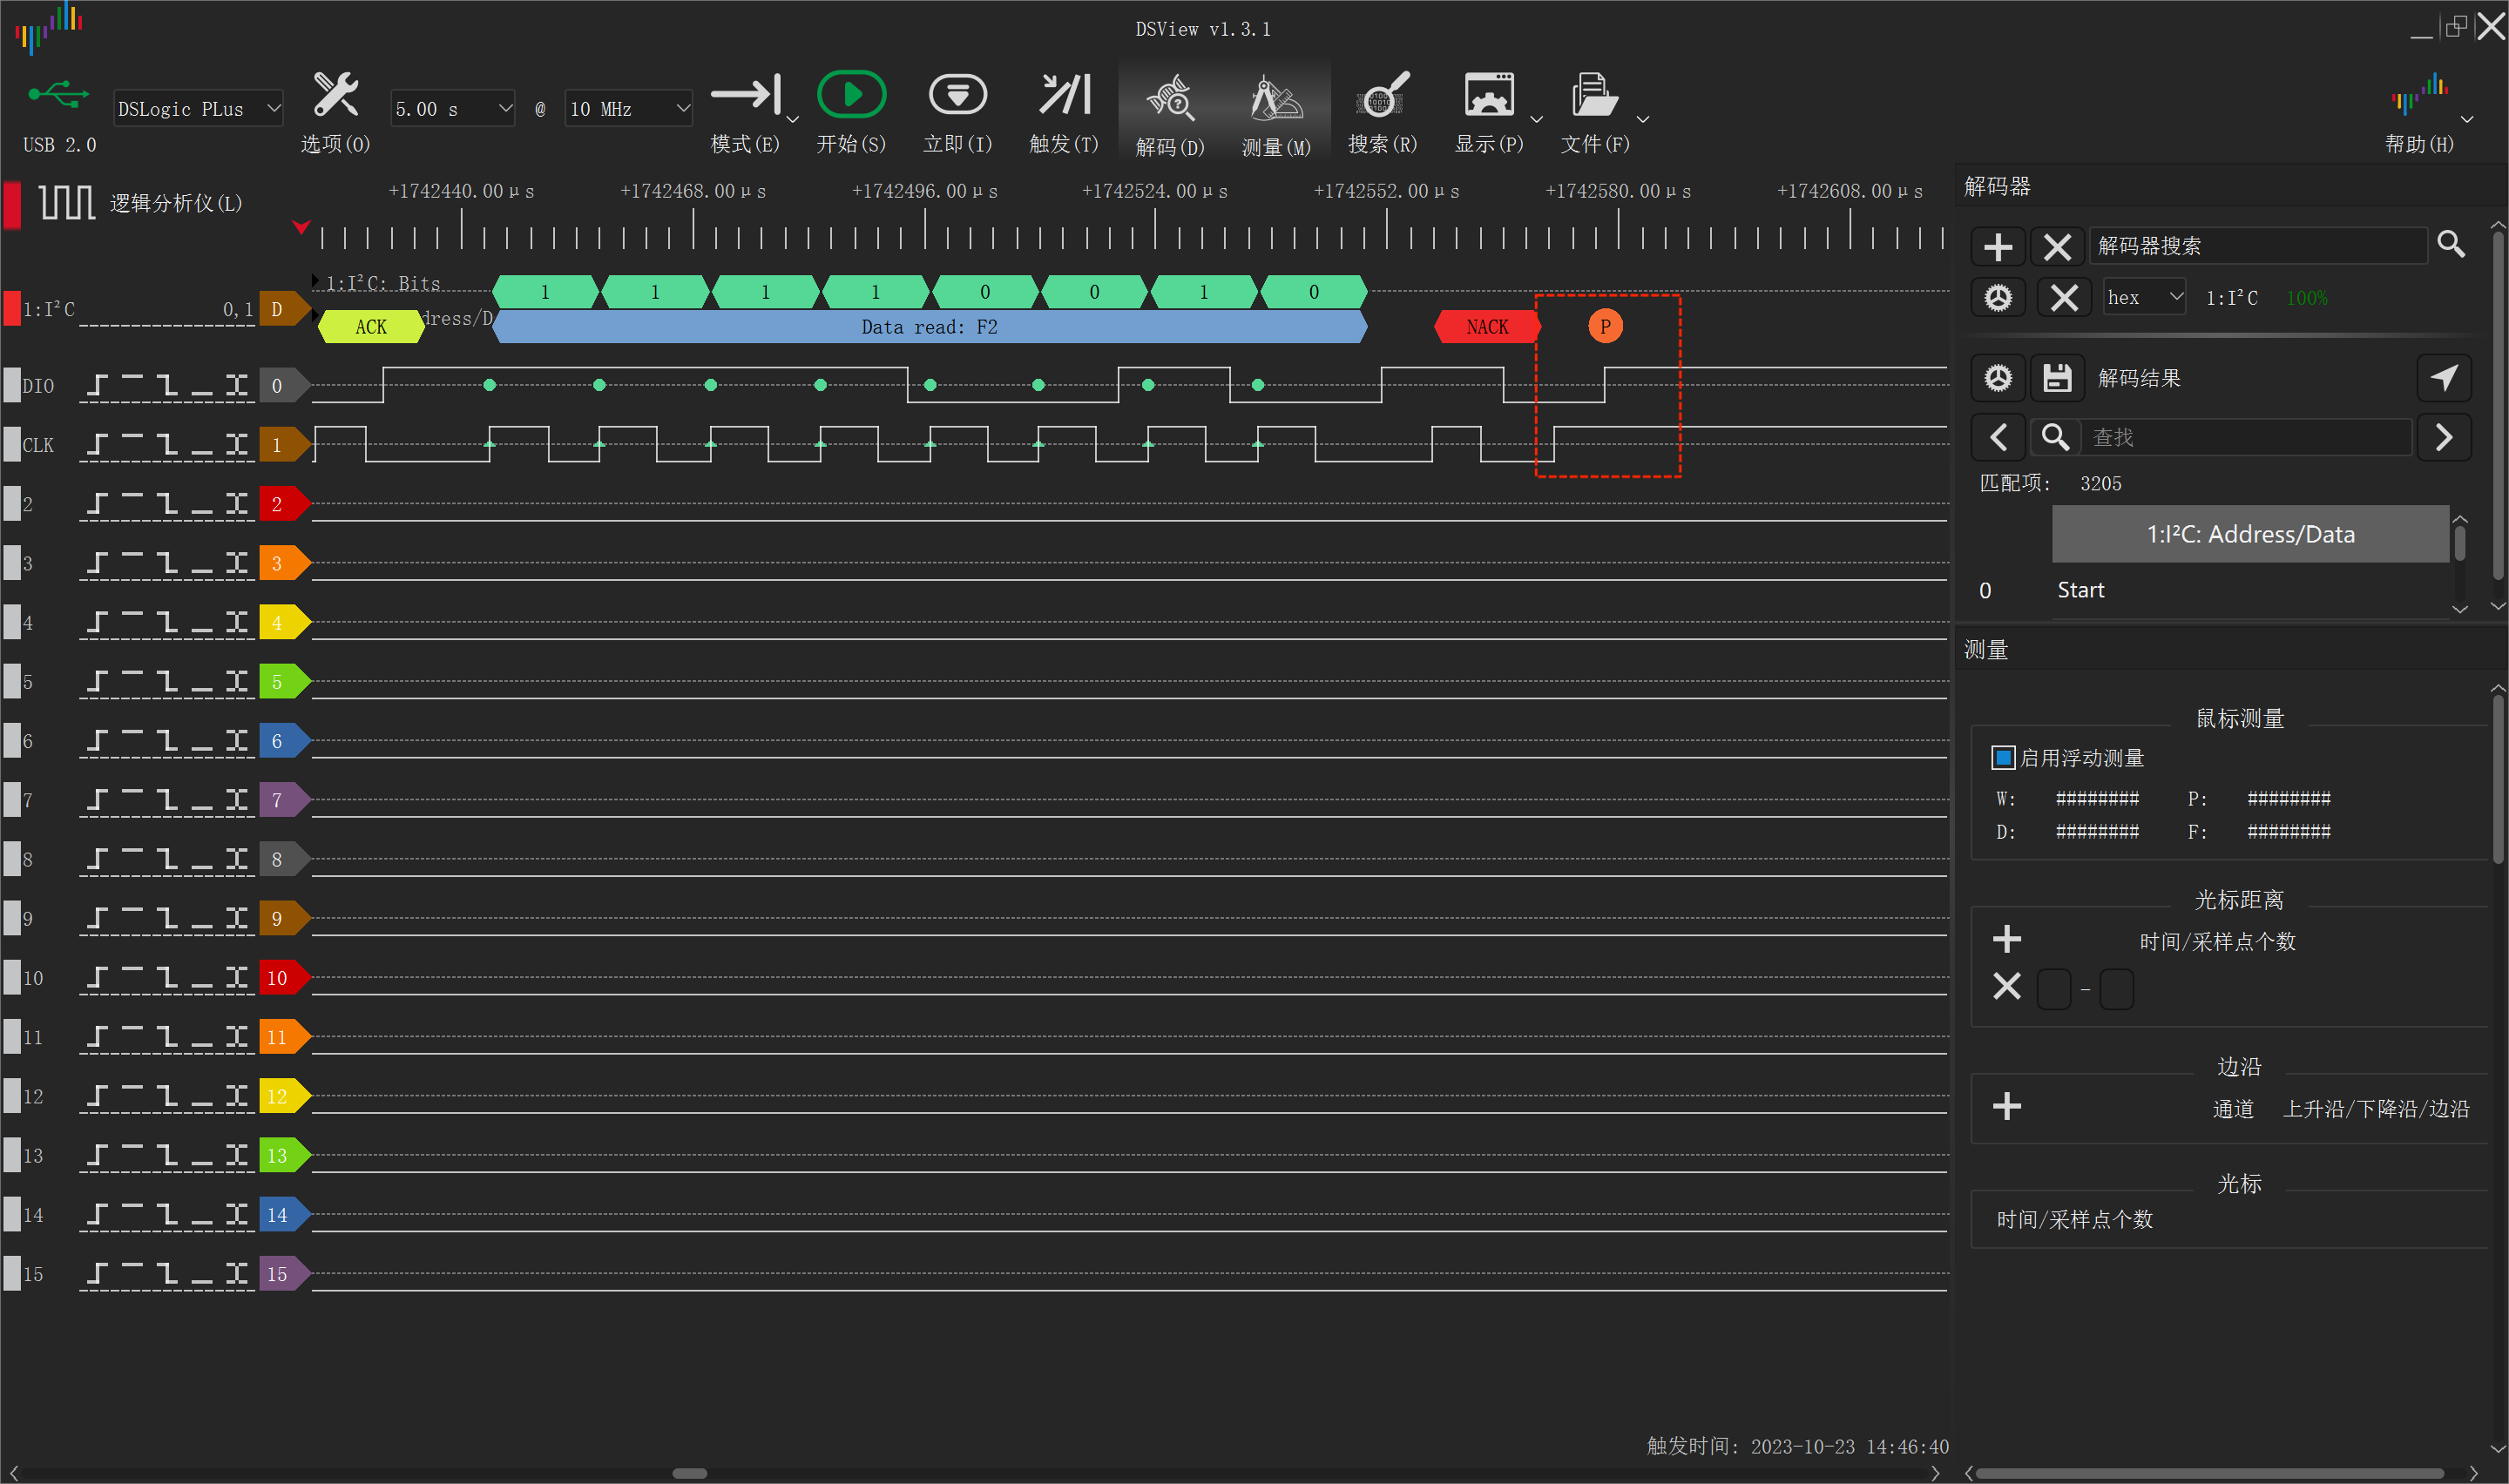 DSView v1.3.1
USB 2.0
DSLogic PLus
选项(O)
5.00 s
@
10 MHz
模式(E)
开始(S)
立即(I)
触发(T)
解码(D)
测量(M)
搜索(R)
显示(P)
文件(F)
帮助(H)
逻辑分析仪(L)
+1742440.00μs
+1742468.00μs
+1742496.00μs
+1742524.00μs
+1742552.00μs
+1742580.00μs
+1742608.00μs
1:I²C: Bits
1 1 1 1 0 0 1 0
1:I²C 0,1 D
ACK
dress/D
Data read: F2
NACK
P
DIO 0
CLK 1
2 2
3 3
4 4
5 5
6 6
7 7
8 8
9 9
10 10
11 11
12 12
13 13
14 14
15 15
触发时间: 2023-10-23 14:46:40
解码器
解码器搜索
hex 1:I²C 100%
解码结果
查找
匹配项: 3205
1:I²C: Address/Data
0 Start
测量
鼠标测量
启用浮动测量
W: ######## P: ########
D: ######## F: ########
光标距离
时间/采样点个数
-
边沿
通道 上升沿/下降沿/边沿
光标
时间/采样点个数